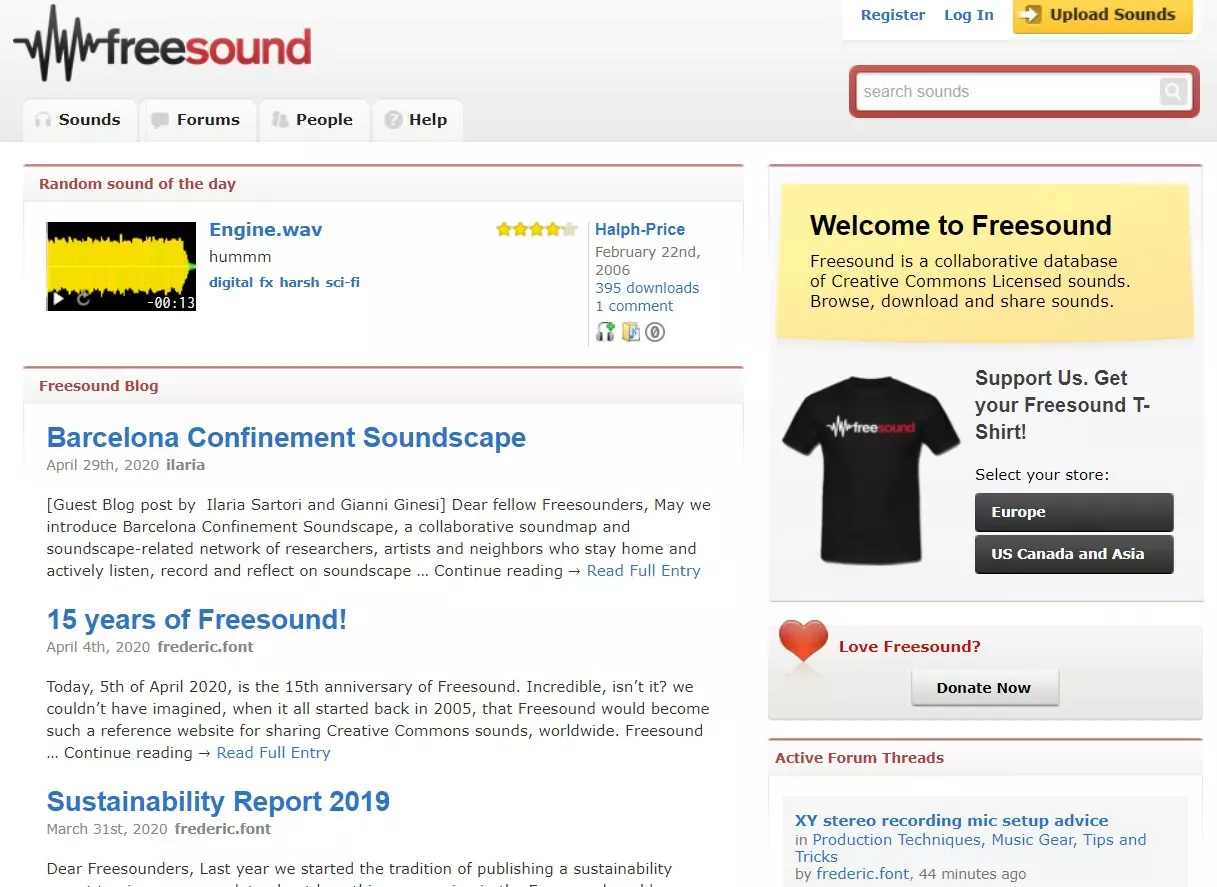 freesound
Register Log In Upload Sounds
search sounds
Sounds Forums People Help
Random sound of the day
Engine.wav
hummm
digital fx harsh sci-fi
-00:13
Halph-Price
February 22nd,
2006
395 downloads
1 comment
0
Freesound Blog
Barcelona Confinement Soundscape
April 29th, 2020 ilaria
[Guest Blog post by  Ilaria Sartori and Gianni Ginesi] Dear fellow Freesounders, May we
introduce Barcelona Confinement Soundscape, a collaborative soundmap and
soundscape-related network of researchers, artists and neighbors who stay home and
actively listen, record and reflect on soundscape … Continue reading → Read Full Entry
15 years of Freesound!
April 4th, 2020 frederic.font
Today, 5th of April 2020, is the 15th anniversary of Freesound. Incredible, isn’t it? we
couldn’t have imagined, when it all started back in 2005, that Freesound would become
such a reference website for sharing Creative Commons sounds, worldwide. Freesound
… Continue reading → Read Full Entry
Sustainability Report 2019
March 31st, 2020 frederic.font
Dear Freesounders, Last year we started the tradition of publishing a sustainability
Welcome to Freesound
Freesound is a collaborative database
of Creative Commons Licensed sounds.
Browse, download and share sounds.
freesound
Support Us. Get
your Freesound T-
Shirt!
Select your store:
Europe
US Canada and Asia
Love Freesound?
Donate Now
Active Forum Threads
XY stereo recording mic setup advice
in Production Techniques, Music Gear, Tips and
Tricks
by frederic.font, 44 minutes ago